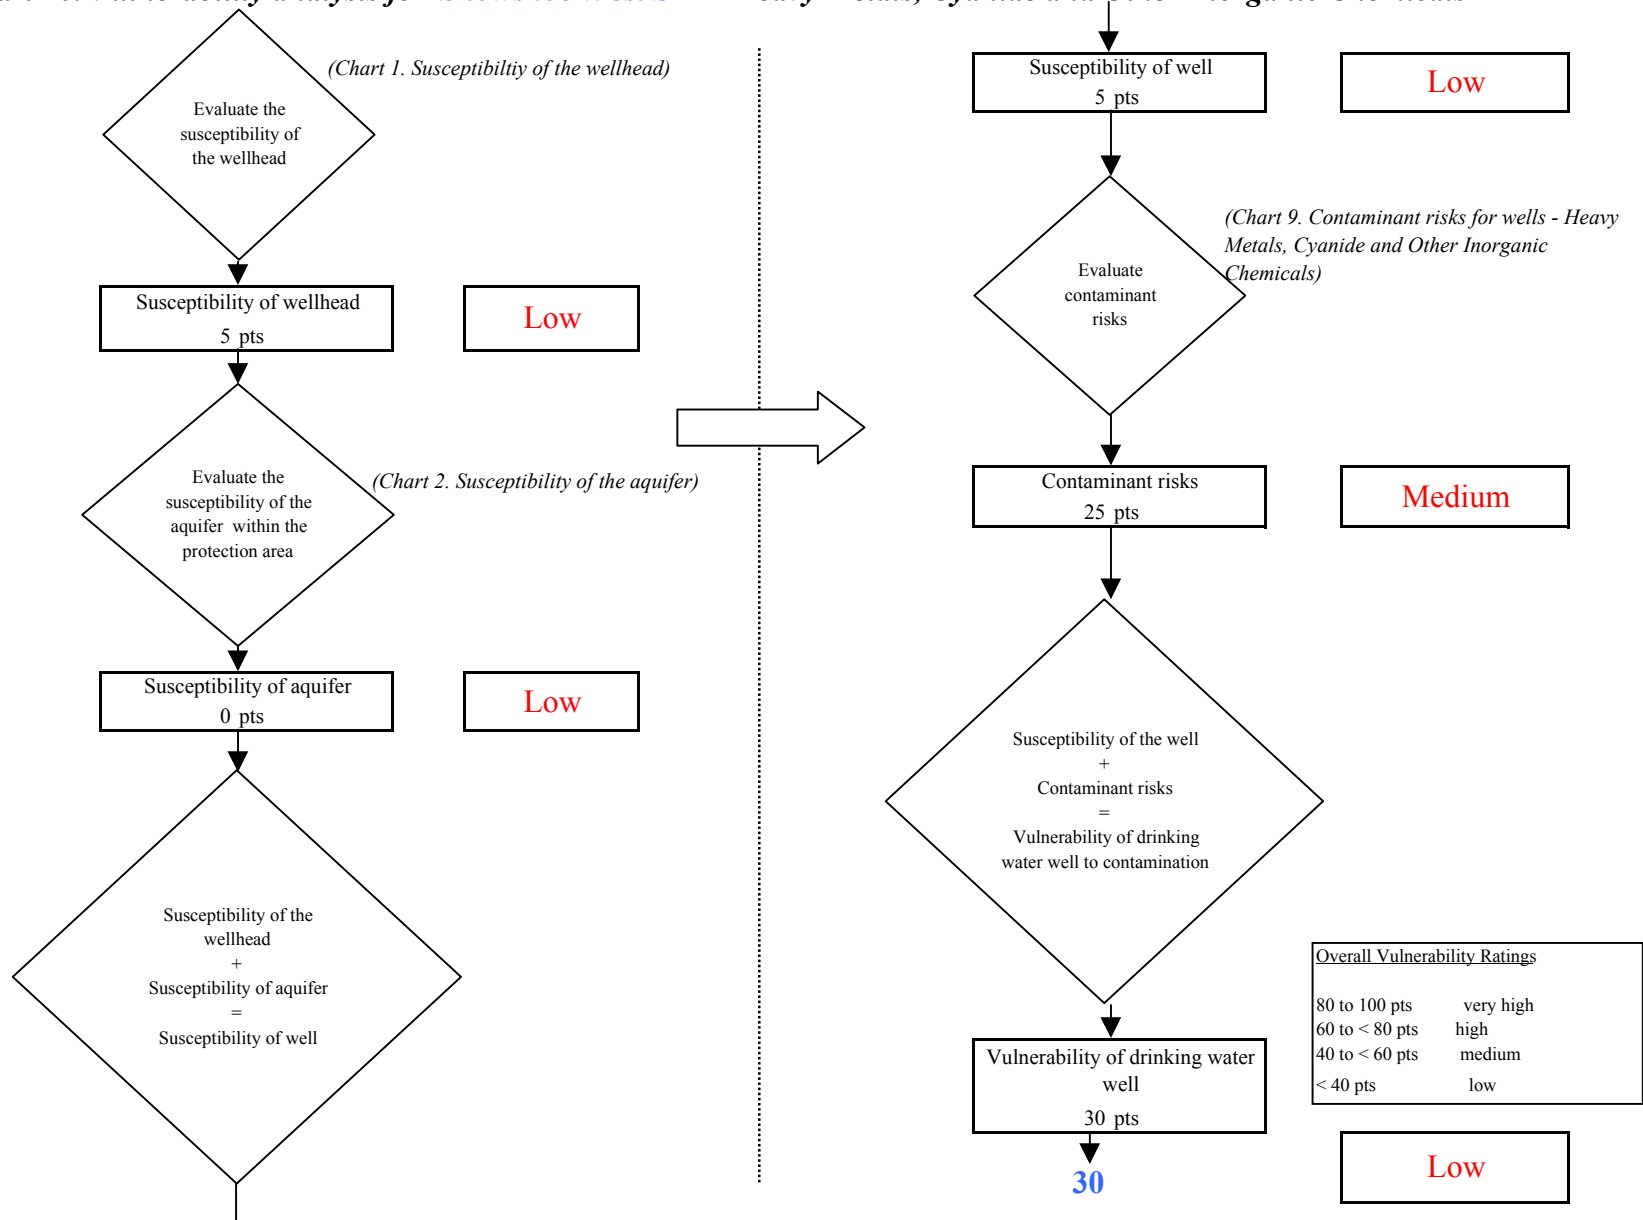 (Chart 1. Susceptibiltiy of the wellhead)
Evaluate the
susceptibility of
the wellhead
Susceptibility of wellhead
5 pts
Low
Evaluate the
susceptibility of the
aquifer within the
protection area
(Chart 2. Susceptibility of the aquifer)
Susceptibility of aquifer
0 pts
Low
Susceptibility of the
wellhead
+
Susceptibility of aquifer
=
Susceptibility of well
Susceptibility of well
5 pts
Low
Evaluate
contaminant
risks
(Chart 9. Contaminant risks for wells - Heavy
Metals, Cyanide and Other Inorganic
Chemicals)
Contaminant risks
25 pts
Medium
Susceptibility of the well
+
Contaminant risks
=
Vulnerability of drinking
water well to contamination
Overall Vulnerability Ratings
80 to 100 pts very high
60 to < 80 pts high
40 to < 60 pts medium
< 40 pts low
Vulnerability of drinking water
well
30 pts
30
Low